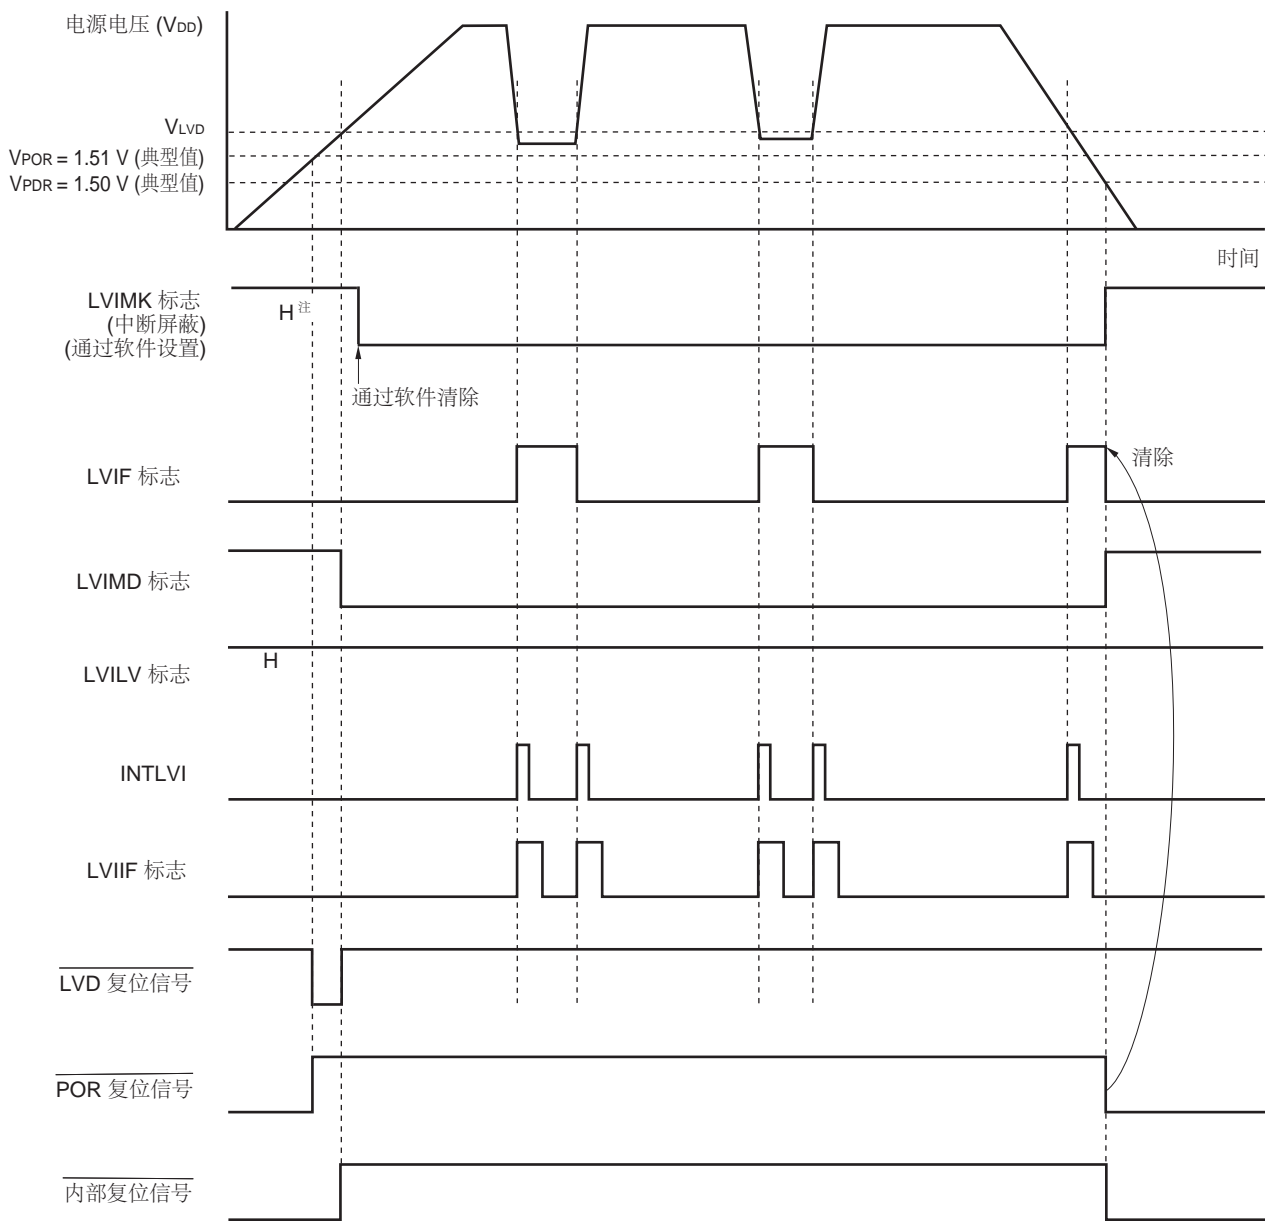 电源电压 (VDD)
VLVD
VPOR = 1.51 V (典型值)
VPDR = 1.50 V (典型值)
时间
LVIMK 标志
(中断屏蔽)
(通过软件设置)
H 注
通过软件清除
LVIF 标志
清除
LVIMD 标志
H
LVILV 标志
INTLVI
LVIIF 标志
LVD 复位信号
POR 复位信号
内部复位信号